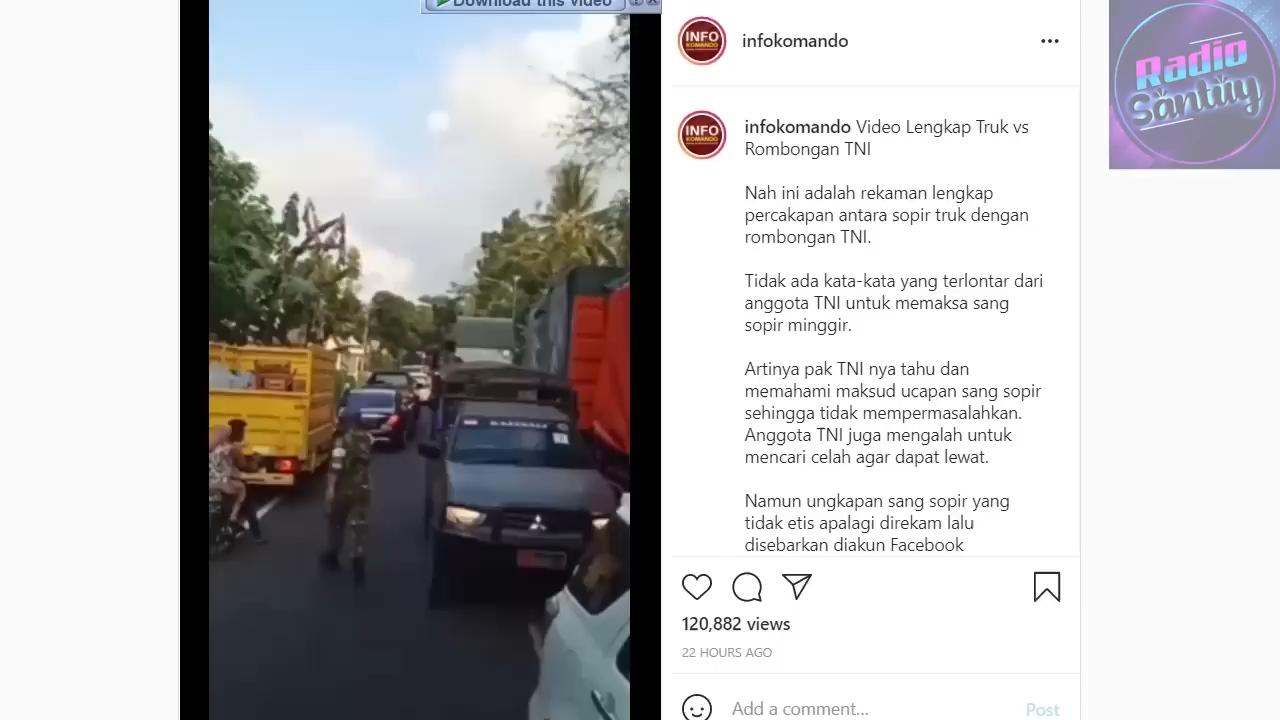 Download this video
infokomando
INFO
KOMANDO
Radio
Santuy
INFO
KOMANDO
infokomando Video Lengkap Truk vs
Rombongan TNI
Nah ini adalah rekaman lengkap
percakapan antara sopir truk dengan
rombongan TNI.
Tidak ada kata-kata yang terlontar dari
anggota TNI untuk memaksa sang
sopir minggir.
Artinya pak TNI nya tahu dan
memahami maksud ucapan sang sopir
sehingga tidak mempermasalahkan.
Anggota TNI juga mengalah untuk
mencari celah agar dapat lewat.
Namun ungkapan sang sopir yang
tidak etis apalagi direkam lalu
disebarkan diakun Facebook
120,882 views
22 HOURS AGO
Add a comment...
Post